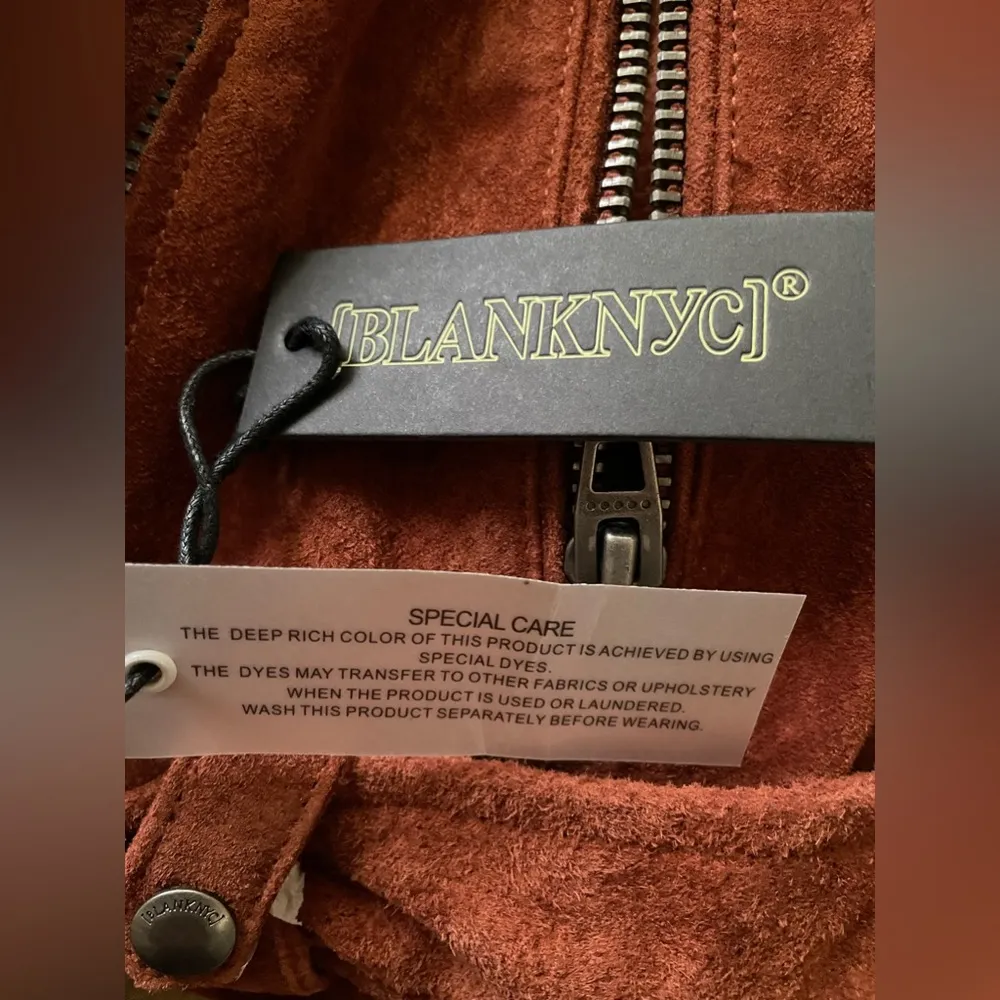 [BLANKNYC]®
SPECIAL CARE
THE DEEP RICH COLOR OF THIS PRODUCT IS ACHIEVED BY USING
SPECIAL DYES.
THE DYES MAY TRANSFER TO OTHER FABRICS OR UPHOLSTERY
WHEN THE PRODUCT IS USED OR LAUNDERED.
WASH THIS PRODUCT SEPARATELY BEFORE WEARING.
[BLANKNYC]